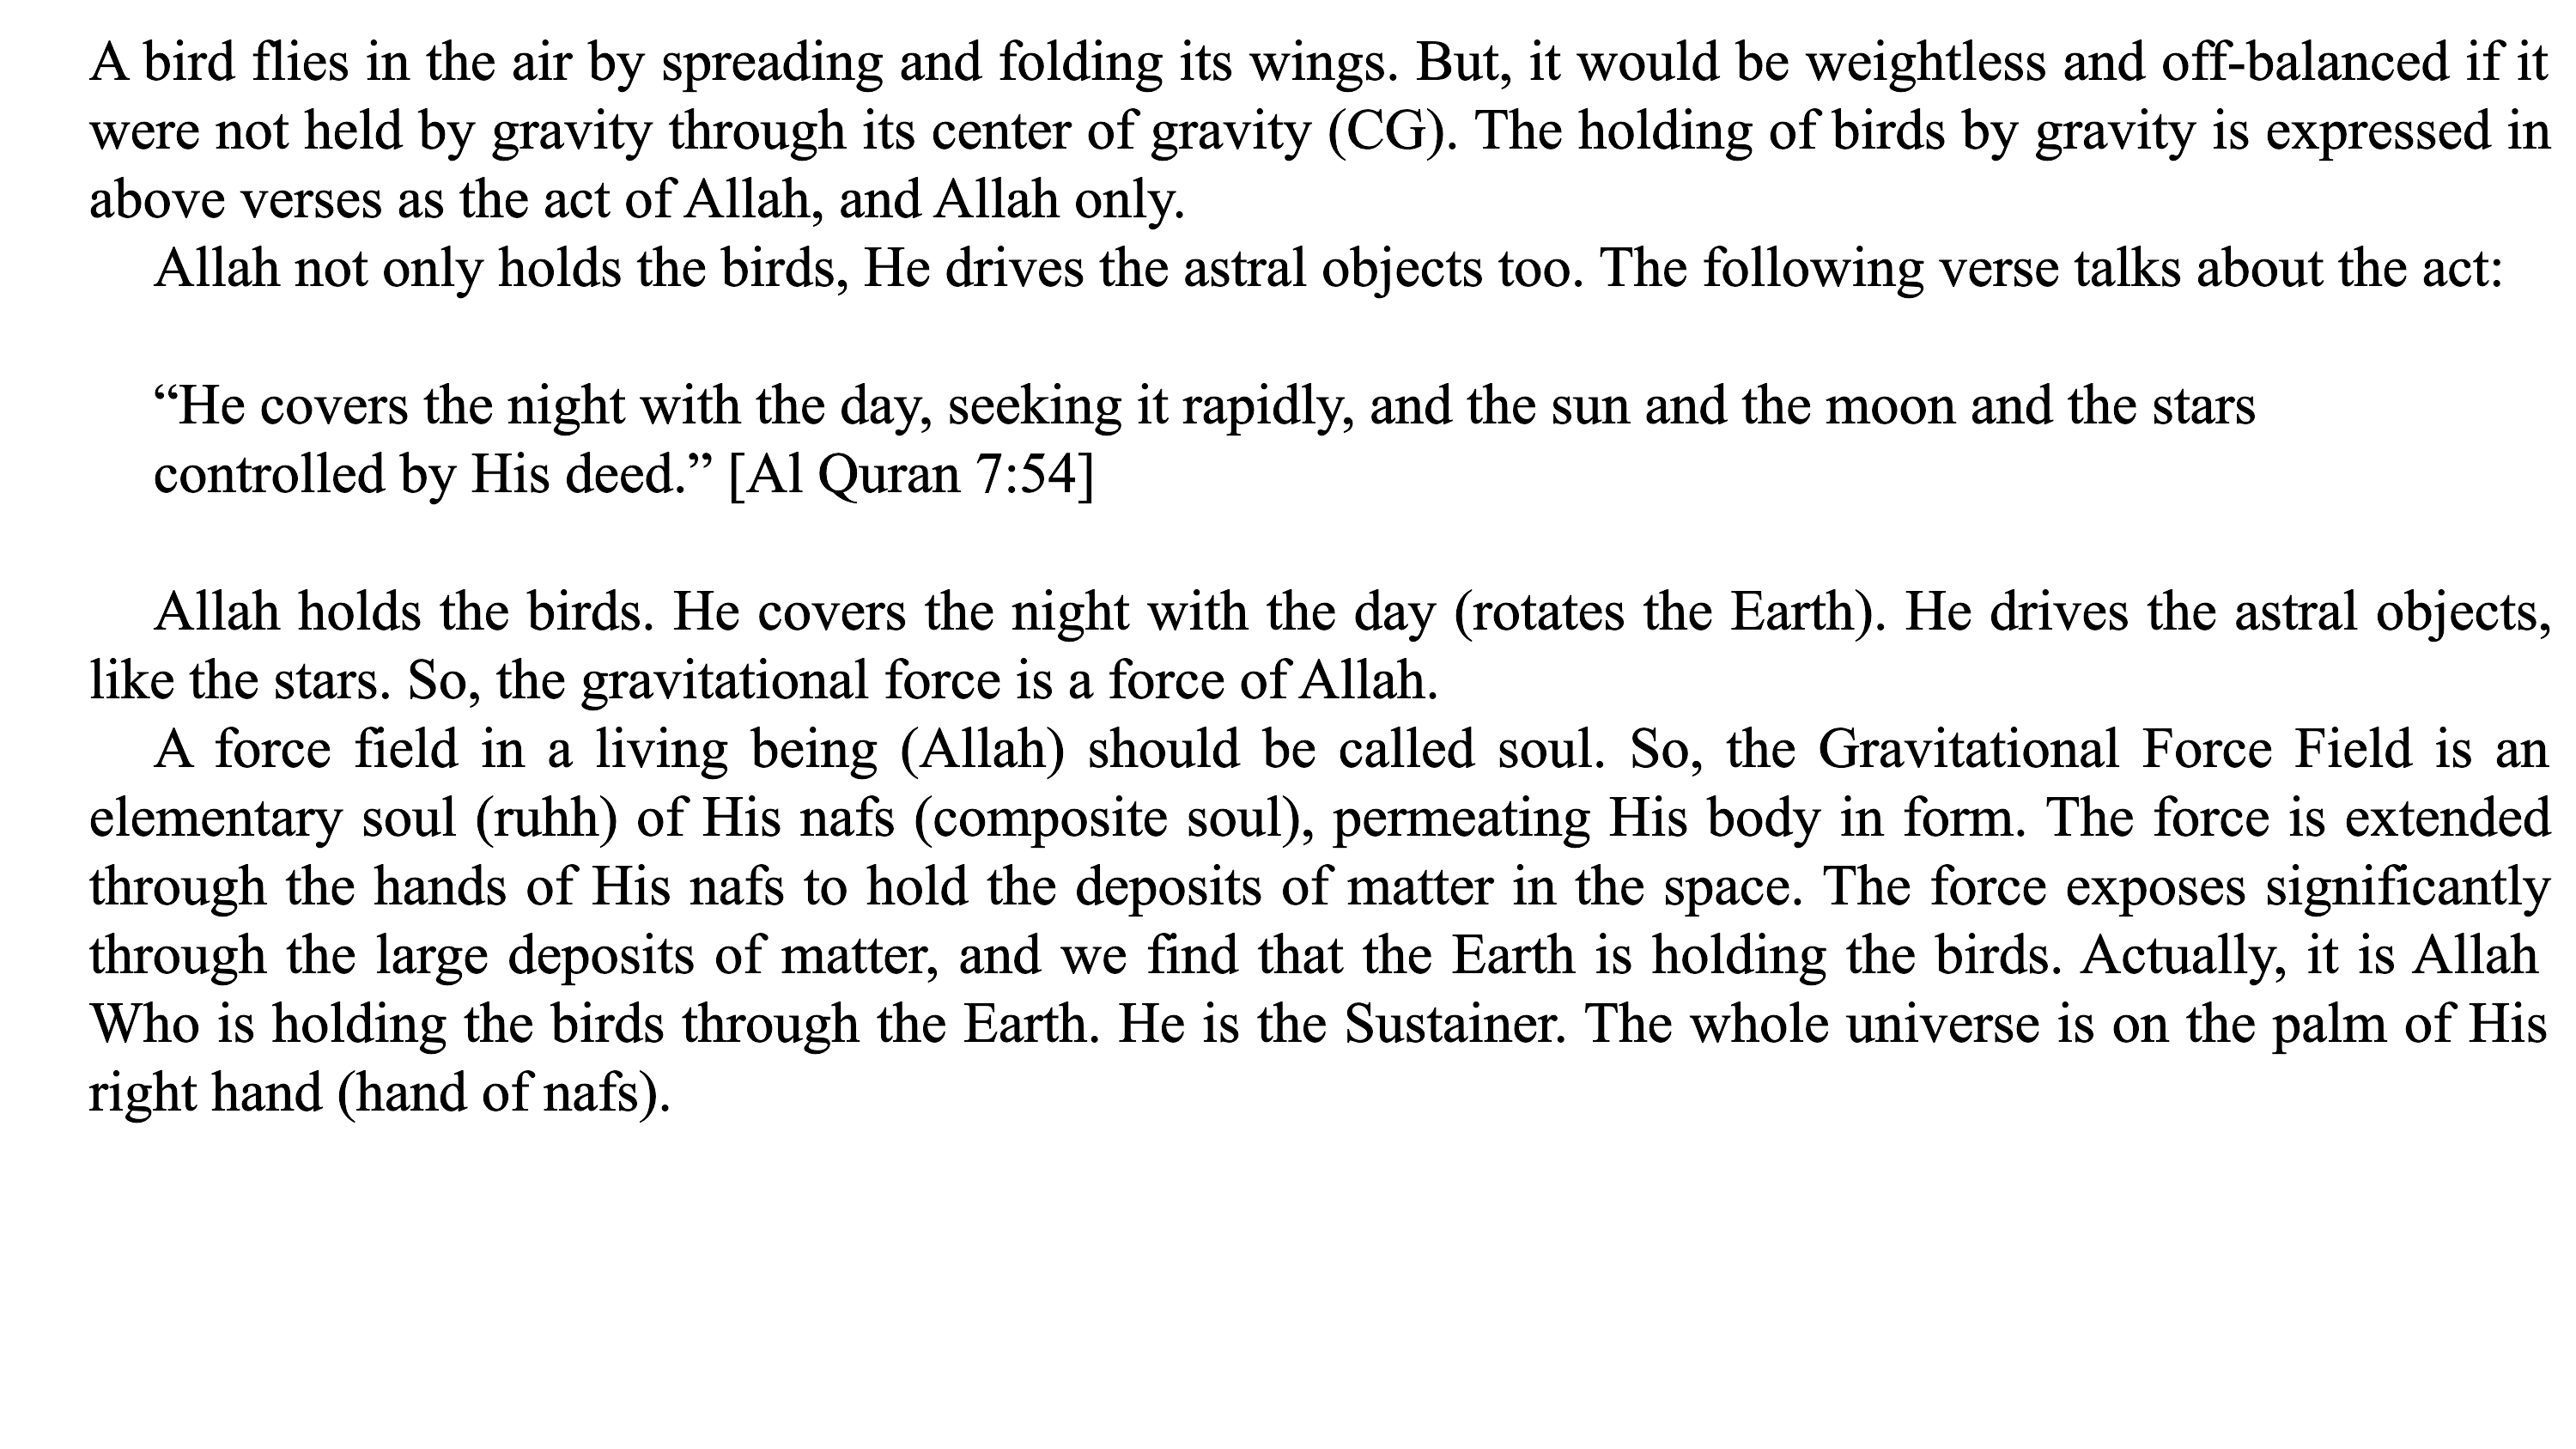 A bird flies in the air by spreading and folding its wings. But, it would be weightless and off-balanced if it
were not held by gravity through its center of gravity (CG). The holding of birds by gravity is expressed in
above verses as the act of Allah, and Allah only.
Allah not only holds the birds, He drives the astral objects too. The following verse talks about the act:
“He covers the night with the day, seeking it rapidly, and the sun and the moon and the stars
controlled by His deed.” [Al Quran 7:54]
Allah holds the birds. He covers the night with the day (rotates the Earth). He drives the astral objects,
like the stars. So, the gravitational force is a force of Allah.
A force field in a living being (Allah) should be called soul. So, the Gravitational Force Field is an
elementary soul (ruhh) of His nafs (composite soul), permeating His body in form. The force is extended
through the hands of His nafs to hold the deposits of matter in the space. The force exposes significantly
through the large deposits of matter, and we find that the Earth is holding the birds. Actually, it is Allah
Who is holding the birds through the Earth. He is the Sustainer. The whole universe is on the palm of His
right hand (hand of nafs).